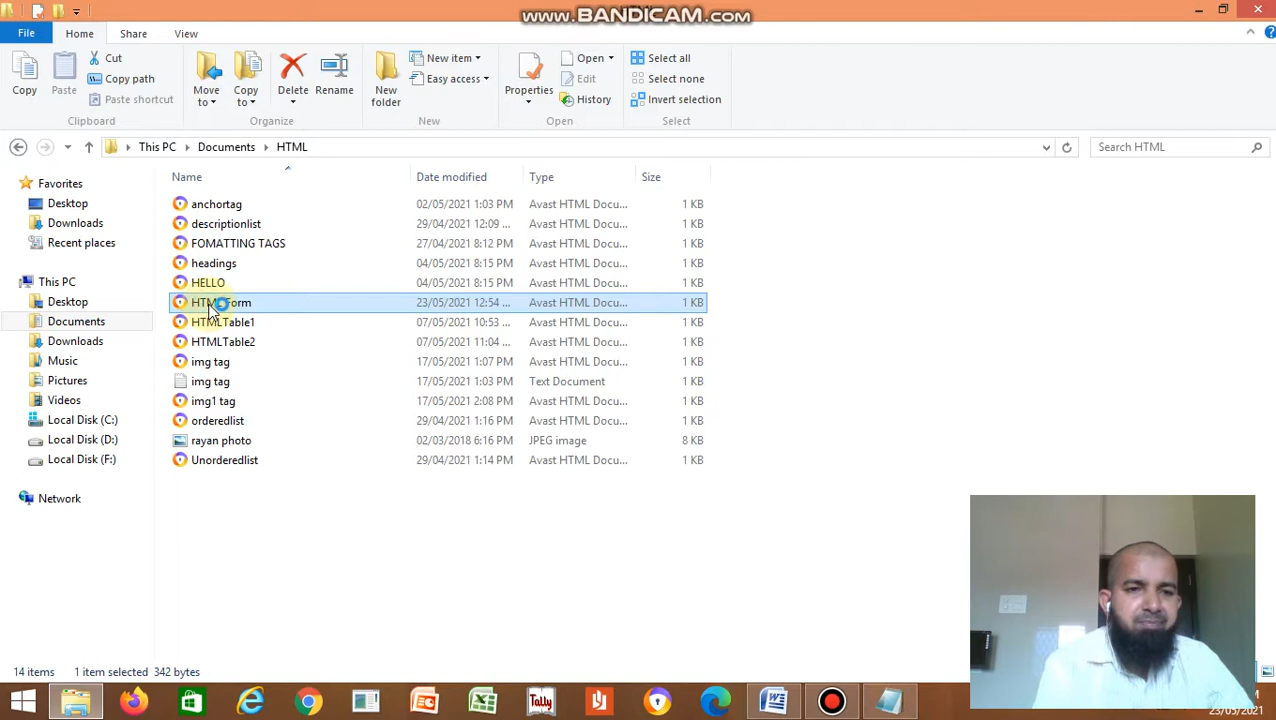 www.BANDICAM.com
File Home Share View
Copy Paste Cut Copy path Paste shortcut Move to Copy to Delete Rename New folder New item Easy access Properties Open Edit History Select all Select none Invert selection
Clipboard Organize New Open Select
This PC Documents HTML Search HTML
Name Date modified Type Size
Favorites
Desktop
Downloads
Recent places
This PC
Desktop
Documents
Downloads
Music
Pictures
Videos
Local Disk (C:)
Local Disk (D:)
Local Disk (F:)
Network
anchortag 02/05/2021 1:03 PM Avast HTML Docu... 1 KB
descriptionlist 29/04/2021 12:09 ... Avast HTML Docu... 1 KB
FOMATTING TAGS 27/04/2021 8:12 PM Avast HTML Docu... 1 KB
headings 04/05/2021 8:15 PM Avast HTML Docu... 1 KB
HELLO 04/05/2021 8:15 PM Avast HTML Docu... 1 KB
23/05/2021 12:54 ... Avast HTML Docu... 1 KB
HTMLTable1 07/05/2021 10:53 ... Avast HTML Docu... 1 KB
HTMLTable2 07/05/2021 11:04 ... Avast HTML Docu... 1 KB
img tag 17/05/2021 1:07 PM Avast HTML Docu... 1 KB
img tag 17/05/2021 1:03 PM Text Document 1 KB
img1 tag 17/05/2021 2:08 PM Avast HTML Docu... 1 KB
orderedlist 29/04/2021 1:16 PM Avast HTML Docu... 1 KB
rayan photo 02/03/2018 6:16 PM JPEG image 8 KB
Unorderedlist 29/04/2021 1:14 PM Avast HTML Docu... 1 KB
14 items 1 item selected 342 bytes
Tally
23/05/2021